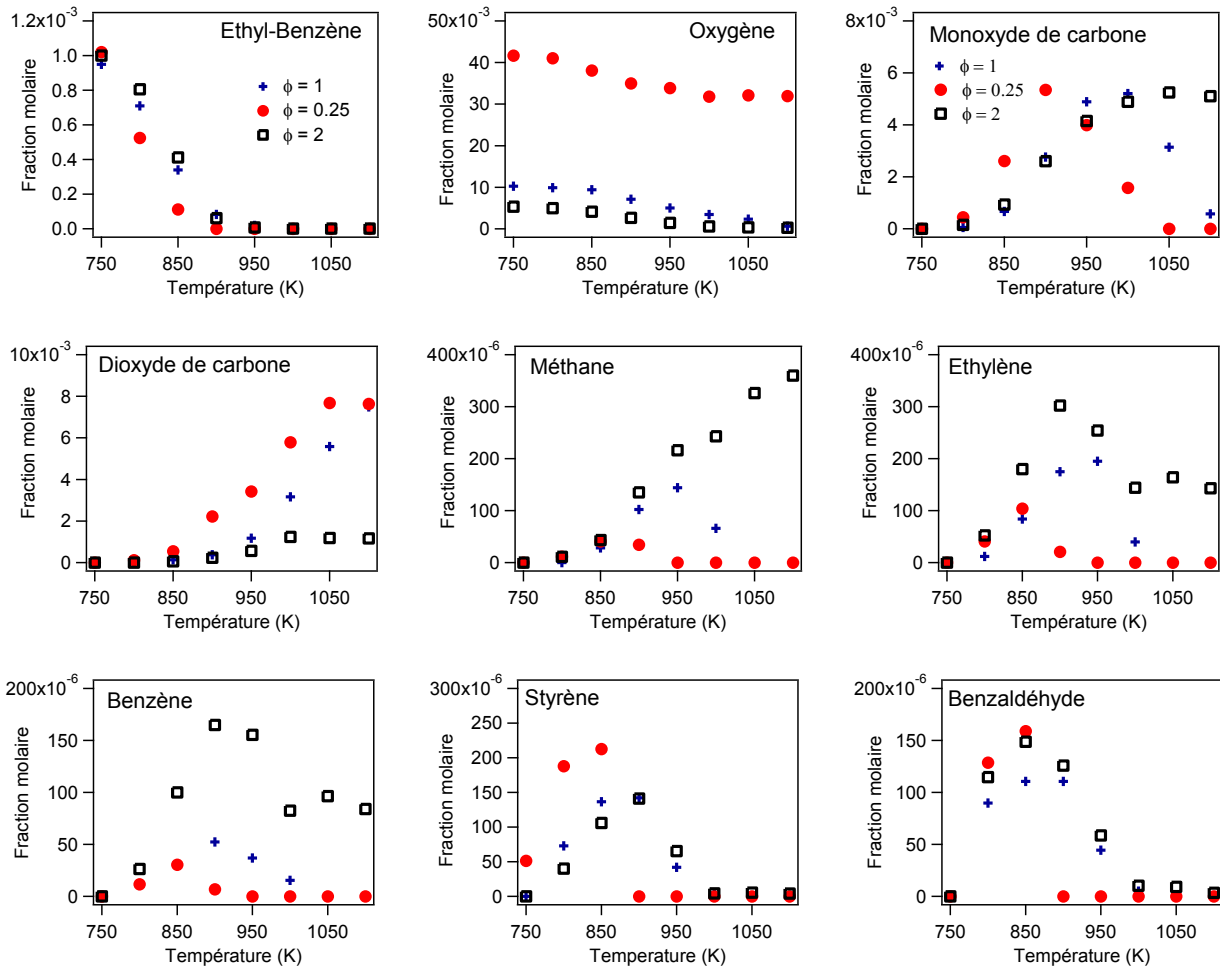 1.2x10⁻³
Ethyl-Benzène
1.0
0.8
0.6
0.4
0.2
0.0
Fraction molaire
ϕ = 1
ϕ = 0.25
ϕ = 2
750 850 950 1050
Température (K)
50x10⁻³
Oxygène
40
30
20
10
0
Fraction molaire
750 850 950 1050
Température (K)
8x10⁻³
Monoxyde de carbone
6
4
2
0
Fraction molaire
ϕ = 1
ϕ = 0.25
ϕ = 2
750 850 950 1050
Température (K)
10x10⁻³
Dioxyde de carbone
8
6
4
2
0
Fraction molaire
750 850 950 1050
Température (K)
400x10⁻⁶
Méthane
300
200
100
0
Fraction molaire
750 850 950 1050
Température (K)
400x10⁻⁶
Ethylène
300
200
100
0
Fraction molaire
750 850 950 1050
Température (K)
200x10⁻⁶
Benzène
150
100
50
0
Fraction molaire
750 850 950 1050
Température (K)
300x10⁻⁶
Styrène
250
200
150
100
50
0
Fraction molaire
750 850 950 1050
Température (K)
200x10⁻⁶
Benzaldéhyde
150
100
50
0
Fraction molaire
750 850 950 1050
Température (K)